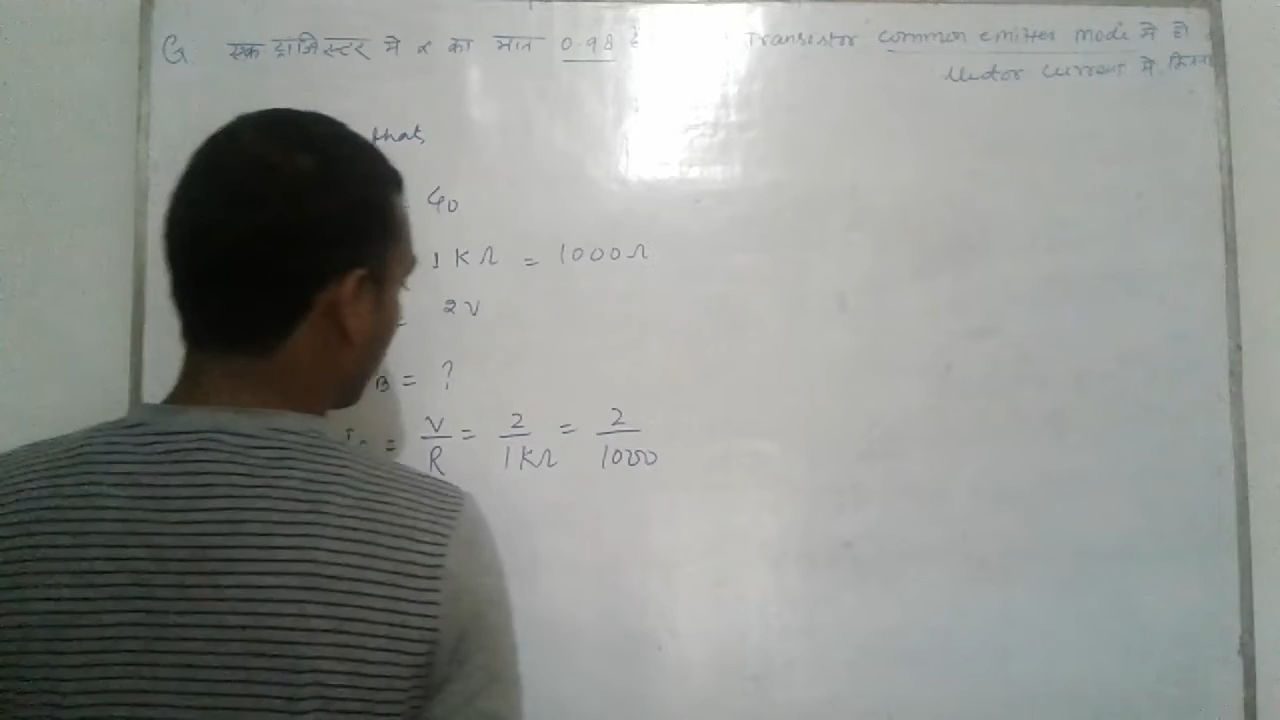 Q. एक ट्रांजिस्टर मे α का मान 0.98 है Transistor common emitter mode मे हो
current मे कितना
that,
40
1 KΩ = 1000Ω
2V
B = ?
= V/R = 2/1KΩ = 2/1000